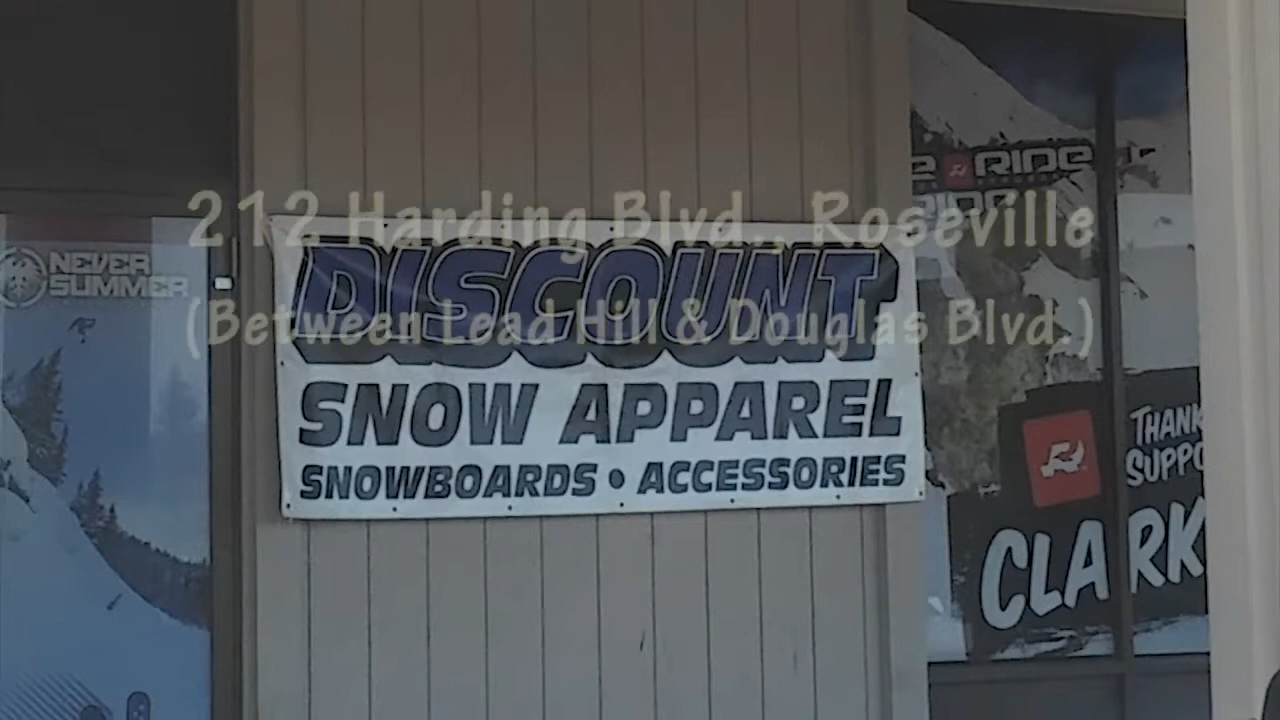 212 Harding Blvd., Roseville
(Between Lead Hill & Douglas Blvd.)
DISCOUNT
SNOW APPAREL
SNOWBOARDS • ACCESSORIES
NEVER
SUMMER
RIDE
RIDE
THANK
SUPPO
CLARK